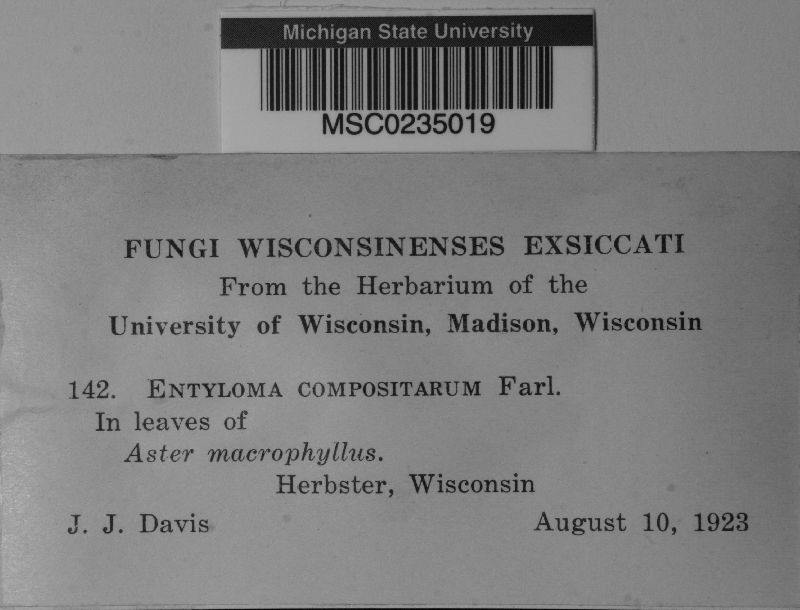 Michigan State University
MSC0235019
FUNGI WISCONSINENSES EXSICCATI
From the Herbarium of the
University of Wisconsin, Madison, Wisconsin
142. ENTYLOMA COMPOSITARUM Farl.
In leaves of
Aster macrophyllus.
Herbster, Wisconsin
J. J. Davis August 10, 1923